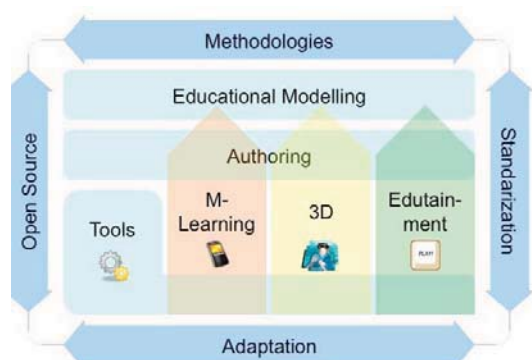 Methodologies
Educational Modelling
Authoring
Open Source
Standarization
Tools
M-
Learning
3D
Edutain-
ment
PLAY!
Adaptation